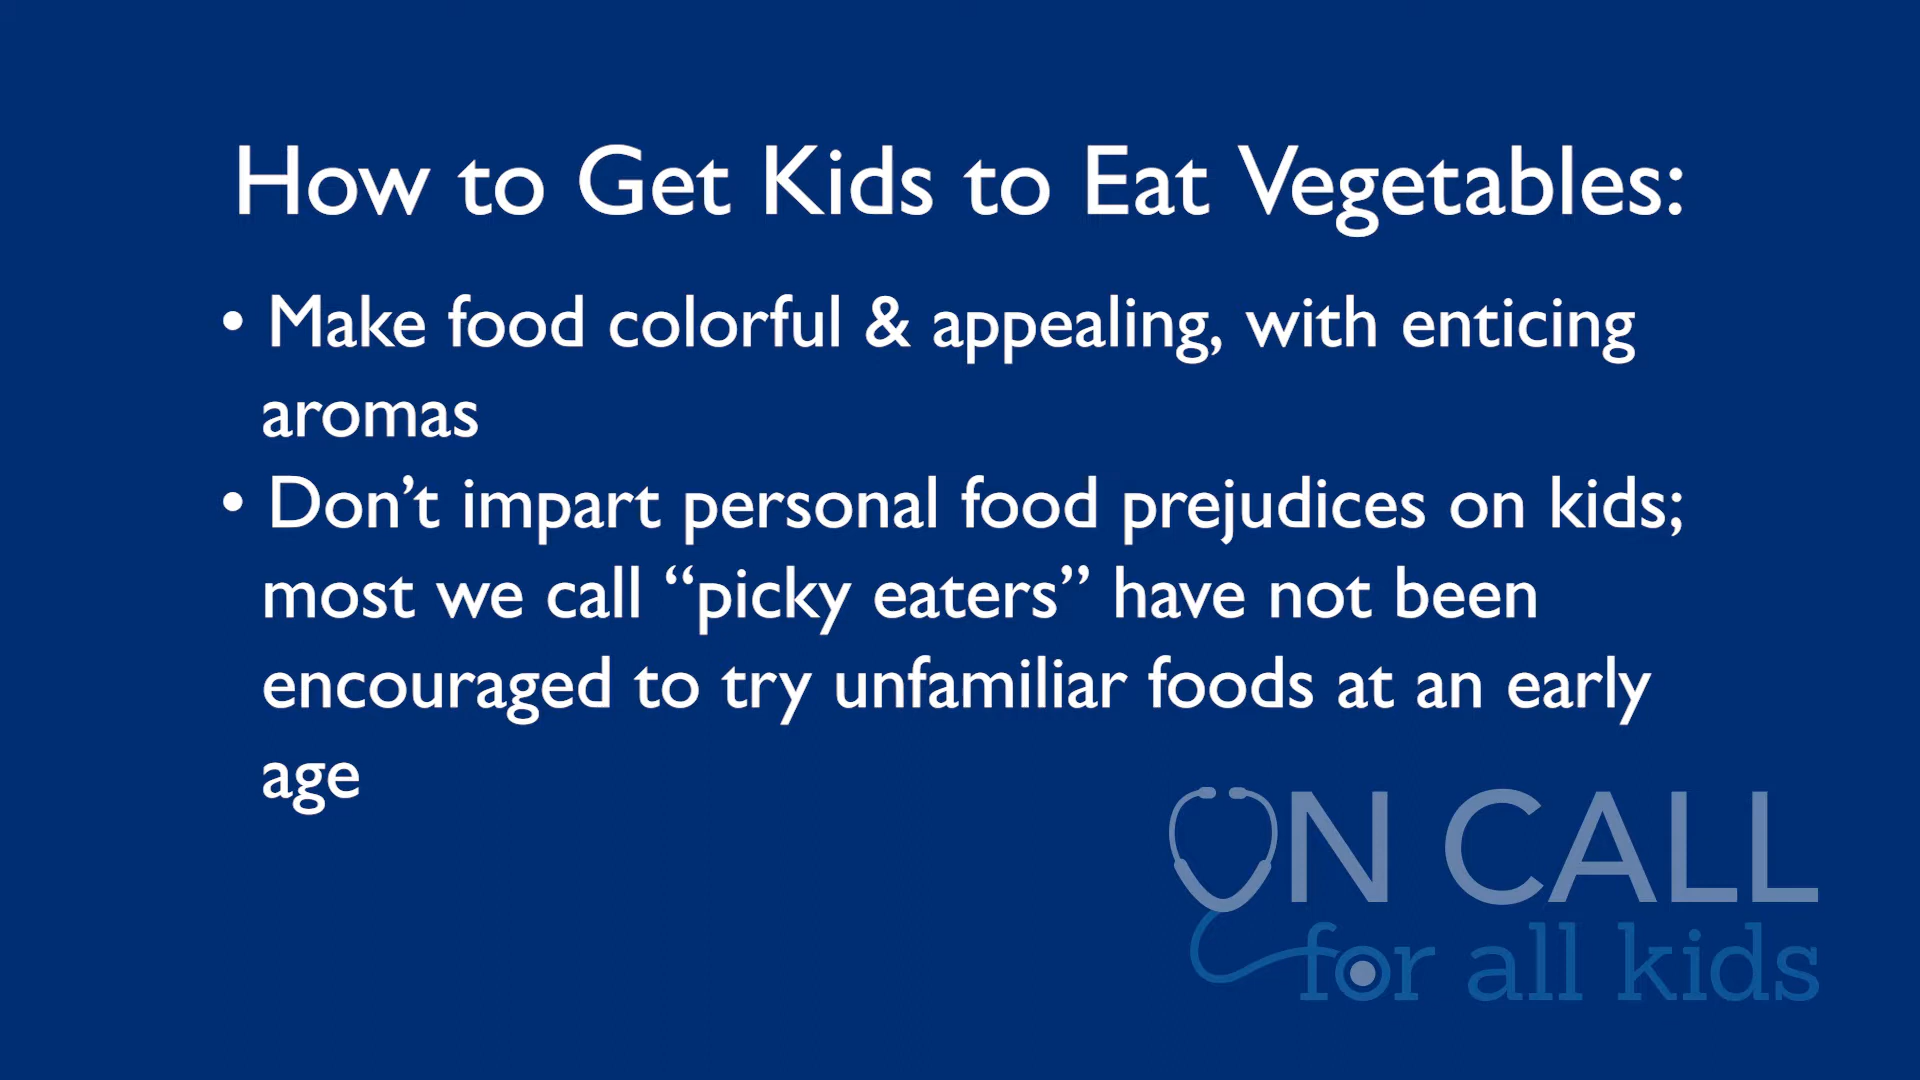 How to Get Kids to Eat Vegetables:
• Make food colorful & appealing, with enticing
aromas
• Don’t impart personal food prejudices on kids;
most we call “picky eaters” have not been
encouraged to try unfamiliar foods at an early
age
ON CALL
for all kids